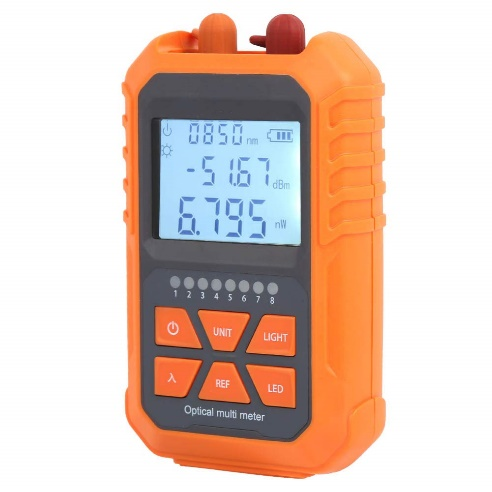 0850 nm
-51.67 dBm
6.795 nW
1 2 3 4 5 6 7 8
UNIT LIGHT
λ REF LED
Optical multi meter